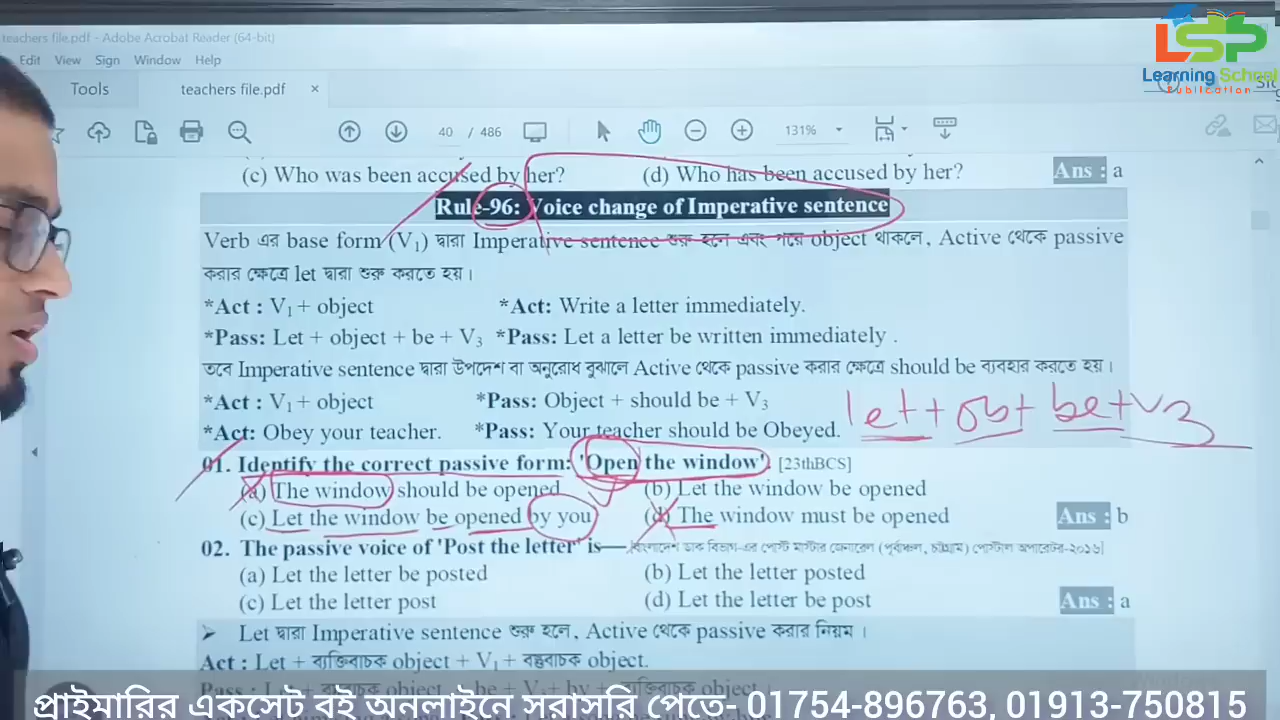 teachers file.pdf - Adobe Acrobat Reader (64-bit)
LSP
Learning School
Publication
Edit View Sign Window Help
Tools teachers file.pdf ×
40 / 486 131%
(c) Who was been accused by her? (d) Who has been accused by her? Ans : a
Rule-96: Voice change of Imperative sentence
Verb এর base form (V1) দ্বারা Imperative sentence শুরু হলে এবং পরে object থাকলে, Active থেকে passive
করার ক্ষেত্রে let দ্বারা শুরু করতে হয়।
*Act : V1 + object *Act: Write a letter immediately.
*Pass: Let + object + be + V3 *Pass: Let a letter be written immediately .
তবে Imperative sentence দ্বারা উপদেশ বা অনুরোধ বুঝালে Active থেকে passive করার ক্ষেত্রে should be ব্যবহার করতে হয়।
*Act : V1 + object *Pass: Object + should be + V3
let + ob + be + v3
*Act: Obey your teacher. *Pass: Your teacher should be Obeyed.
01. Identify the correct passive form: 'Open the window'. [23thBCS]
(a) The window should be opened (b) Let the window be opened
(c) Let the window be opened by you (d) The window must be opened Ans : b
02. The passive voice of 'Post the letter' is— [বাংলাদেশ ডাক বিভাগ-এর পোস্ট মাস্টার জেনারেল (পূর্বাঞ্চল, চট্টগ্রাম) পোস্টাল অপারেটর-২০১৬]
(a) Let the letter be posted (b) Let the letter posted
(c) Let the letter post (d) Let the letter be post Ans : a
➢ Let দ্বারা Imperative sentence শুরু হলে, Active থেকে passive করার নিয়ম।
Act : Let + ব্যক্তিবাচক object + V1 + বস্তুবাচক object.
প্রাইমারির একসেট বই অনলাইনে সরাসরি পেতে- 01754-896763, 01913-750815